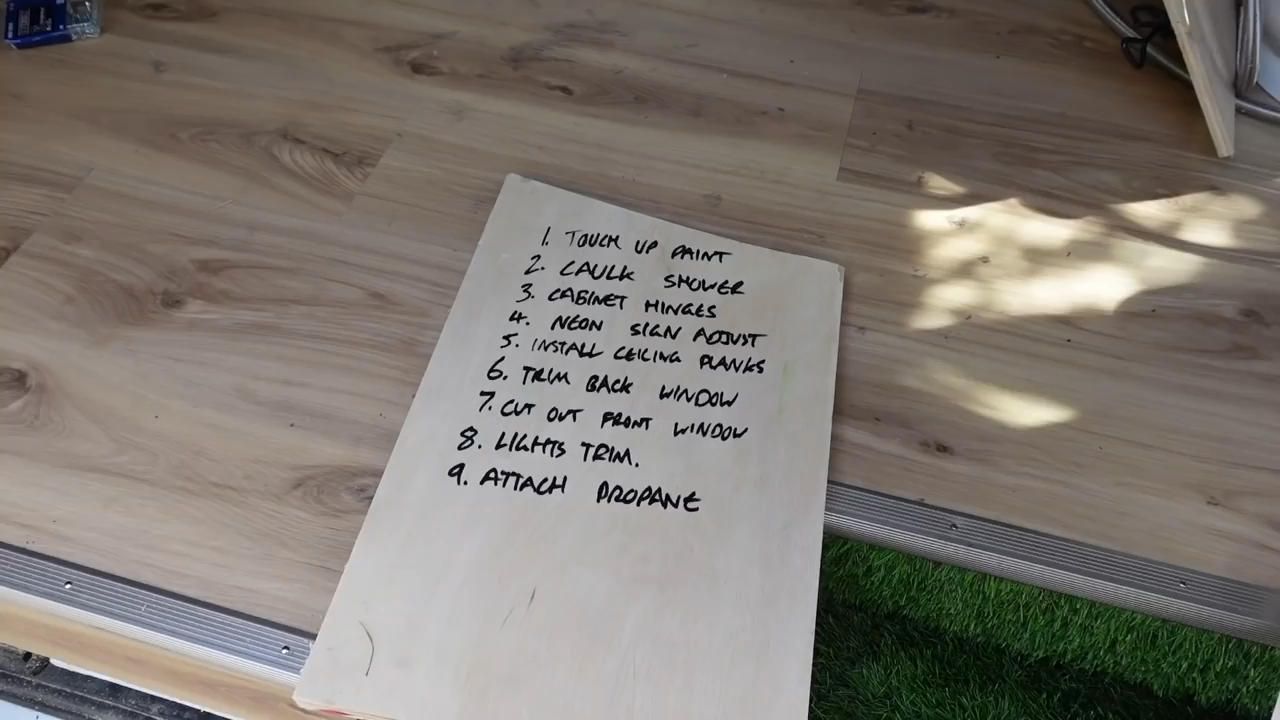 1. TOUCH UP PAINT
2. CAULK SHOWER
3. CABINET HINGES
4. NEON SIGN ADJUST
5. INSTALL CEILING PLANKS
6. TRIM BACK WINDOW
7. CUT OUT FRONT WINDOW
8. LIGHTS TRIM.
9. ATTACH PROPANE